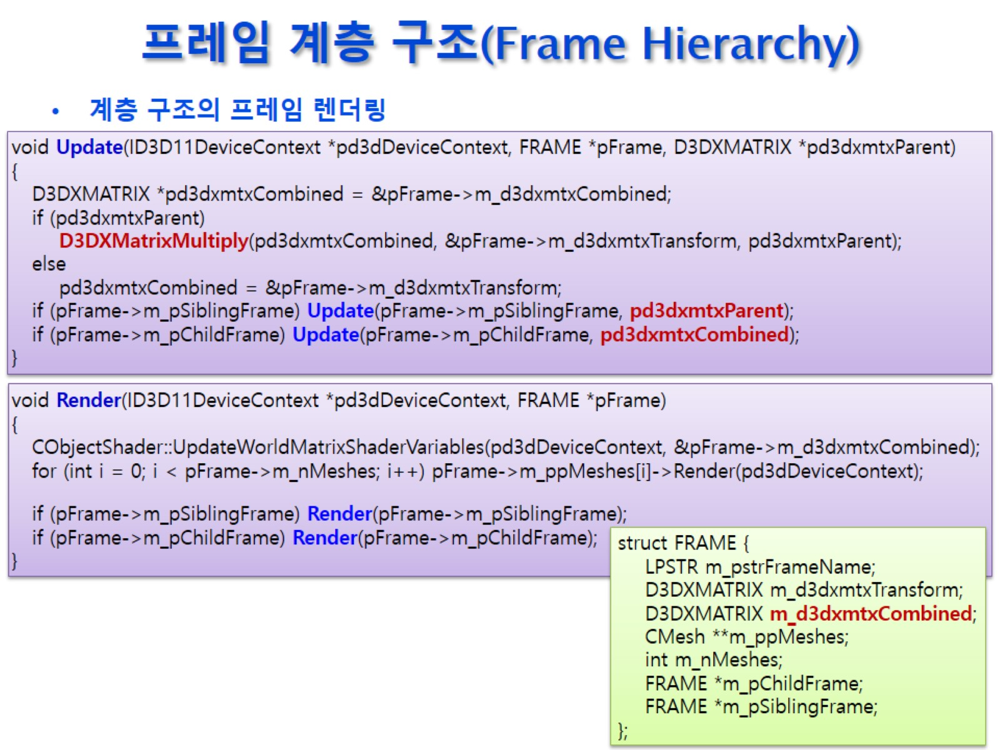 프레임 계층 구조(Frame Hierarchy)
• 계층 구조의 프레임 렌더링
void Update(ID3D11DeviceContext *pd3dDeviceContext, FRAME *pFrame, D3DXMATRIX *pd3dxmtxParent)
{
D3DXMATRIX *pd3dxmtxCombined = &pFrame->m_d3dxmtxCombined;
if (pd3dxmtxParent)
D3DXMatrixMultiply(pd3dxmtxCombined, &pFrame->m_d3dxmtxTransform, pd3dxmtxParent);
else
pd3dxmtxCombined = &pFrame->m_d3dxmtxTransform;
if (pFrame->m_pSiblingFrame) Update(pFrame->m_pSiblingFrame, pd3dxmtxParent);
if (pFrame->m_pChildFrame) Update(pFrame->m_pChildFrame, pd3dxmtxCombined);
}
void Render(ID3D11DeviceContext *pd3dDeviceContext, FRAME *pFrame)
{
CObjectShader::UpdateWorldMatrixShaderVariables(pd3dDeviceContext, &pFrame->m_d3dxmtxCombined);
for (int i = 0; i < pFrame->m_nMeshes; i++) pFrame->m_ppMeshes[i]->Render(pd3dDeviceContext);
if (pFrame->m_pSiblingFrame) Render(pFrame->m_pSiblingFrame);
if (pFrame->m_pChildFrame) Render(pFrame->m_pChildFrame);
}
struct FRAME {
LPSTR m_pstrFrameName;
D3DXMATRIX m_d3dxmtxTransform;
D3DXMATRIX m_d3dxmtxCombined;
CMesh **m_ppMeshes;
int m_nMeshes;
FRAME *m_pChildFrame;
FRAME *m_pSiblingFrame;
};